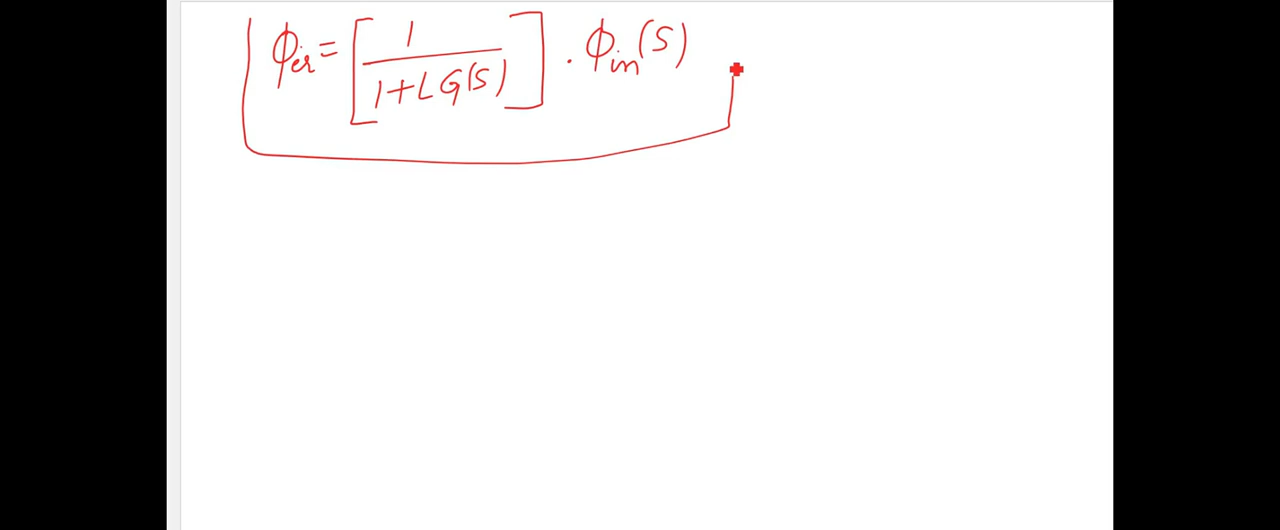 ϕer = [ 1 / 1+LG(S) ] . ϕin(S)